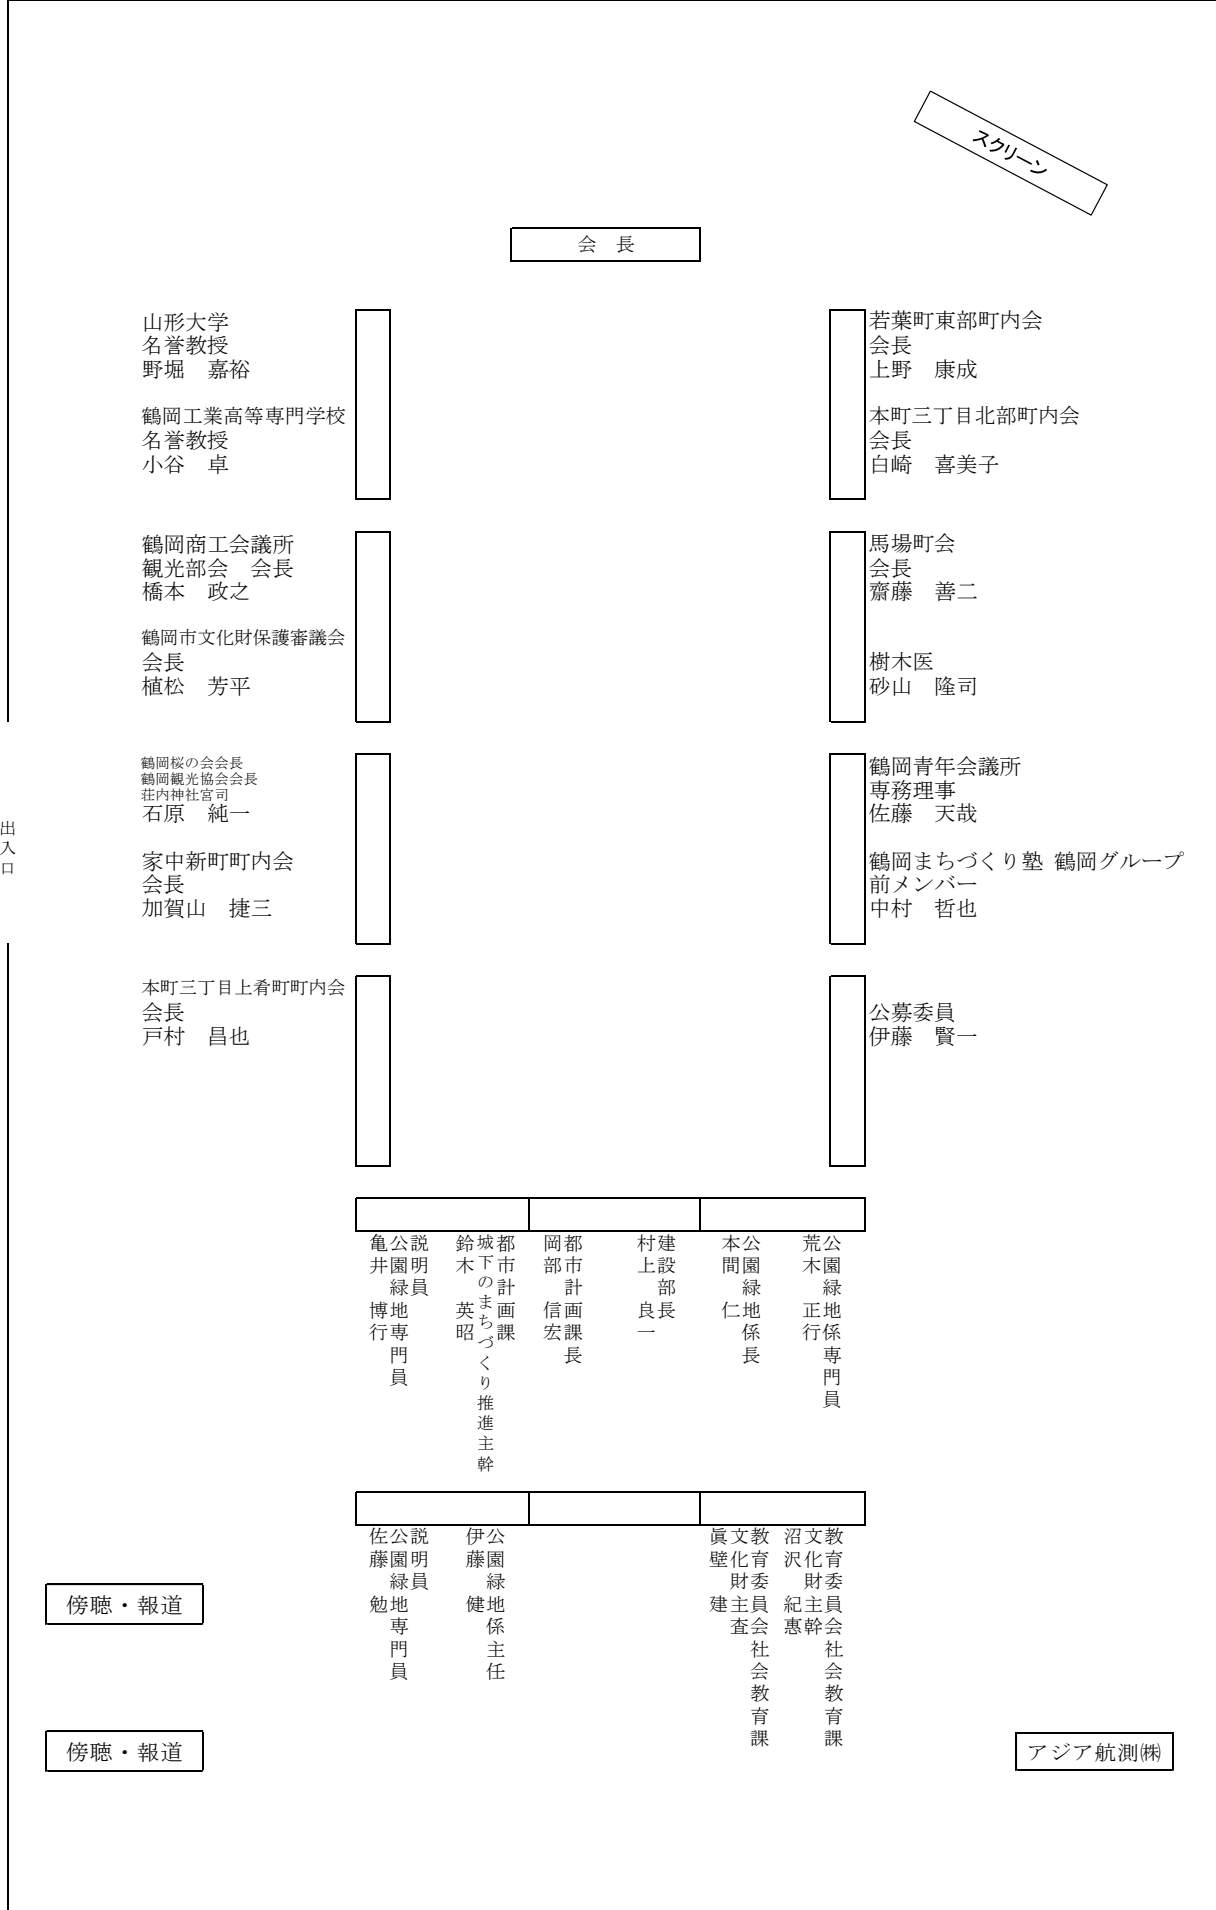 スクリーン
会　長
山形大学
名誉教授
野堀　嘉裕
鶴岡工業高等専門学校
名誉教授
小谷　卓
鶴岡商工会議所
観光部会　会長
橋本　政之
鶴岡市文化財保護審議会
会長
植松　芳平
鶴岡桜の会会長
鶴岡観光協会会長
荘内神社宮司
石原　純一
家中新町町内会
会長
加賀山　捷三
本町三丁目上肴町町内会
会長
戸村　昌也
若葉町東部町内会
会長
上野　康成
本町三丁目北部町内会
会長
白崎　喜美子
馬場町会
会長
齋藤　善二
樹木医
砂山　隆司
鶴岡青年会議所
専務理事
佐藤　天哉
鶴岡まちづくり塾 鶴岡グループ
前メンバー
中村　哲也
公募委員
伊藤　賢一
出入口
公園緑地係専門員
荒木　正行
公園緑地係長
本間　仁
建設部長
村上　良一
都市計画課長
岡部　信宏
都市計画課
城下のまちづくり推進主幹
鈴木　英昭
説明員
公園緑地専門員
亀井　博行
教育委員会社会教育課
文化財主幹
沼沢　紀惠
教育委員会社会教育課
文化財主査
眞壁　建
公園緑地係主任
伊藤　健
説明員
公園緑地専門員
佐藤　勉
傍聴・報道
傍聴・報道
アジア航測㈱